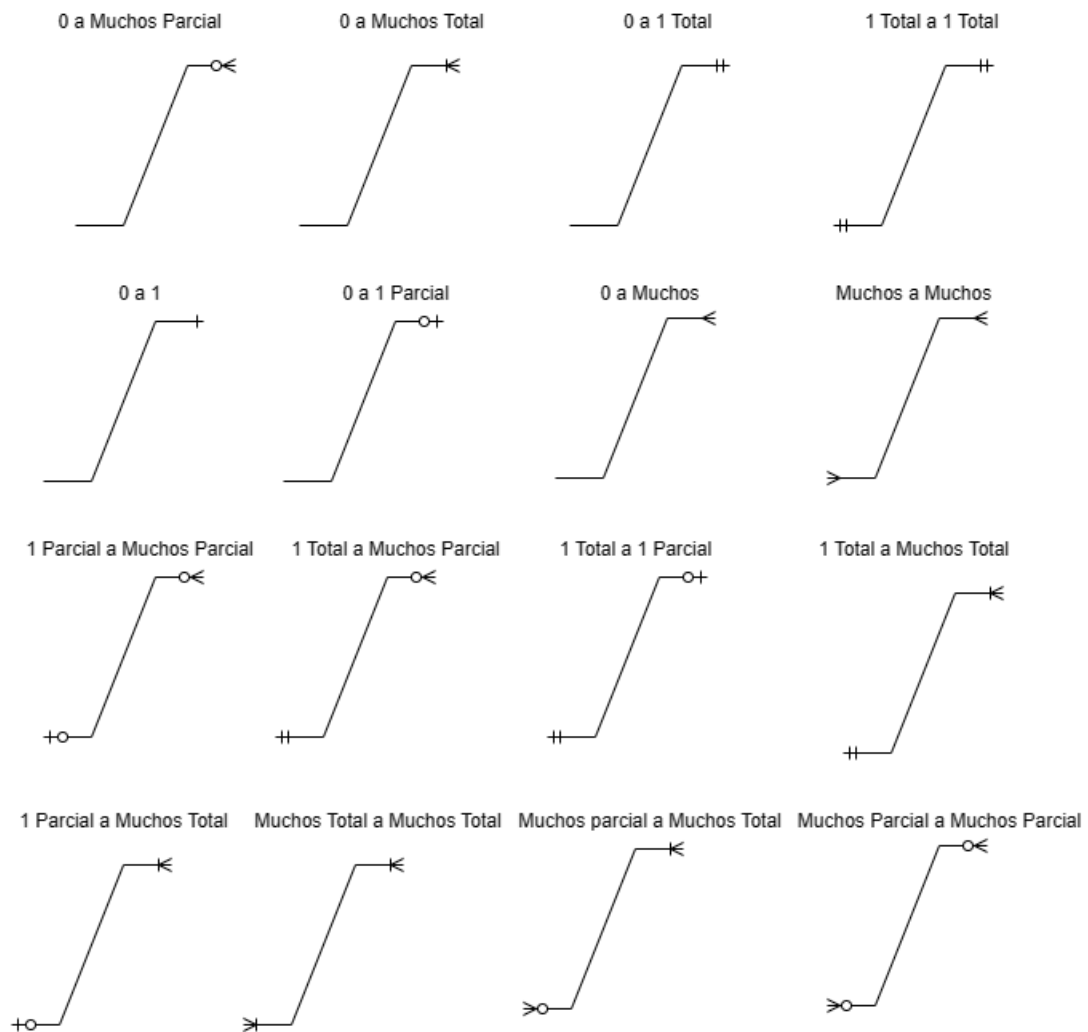 0 a Muchos Parcial
0 a Muchos Total
0 a 1 Total
1 Total a 1 Total
0 a 1
0 a 1 Parcial
0 a Muchos
Muchos a Muchos
1 Parcial a Muchos Parcial
1 Total a Muchos Parcial
1 Total a 1 Parcial
1 Total a Muchos Total
1 Parcial a Muchos Total
Muchos Total a Muchos Total
Muchos parcial a Muchos Total
Muchos Parcial a Muchos Parcial